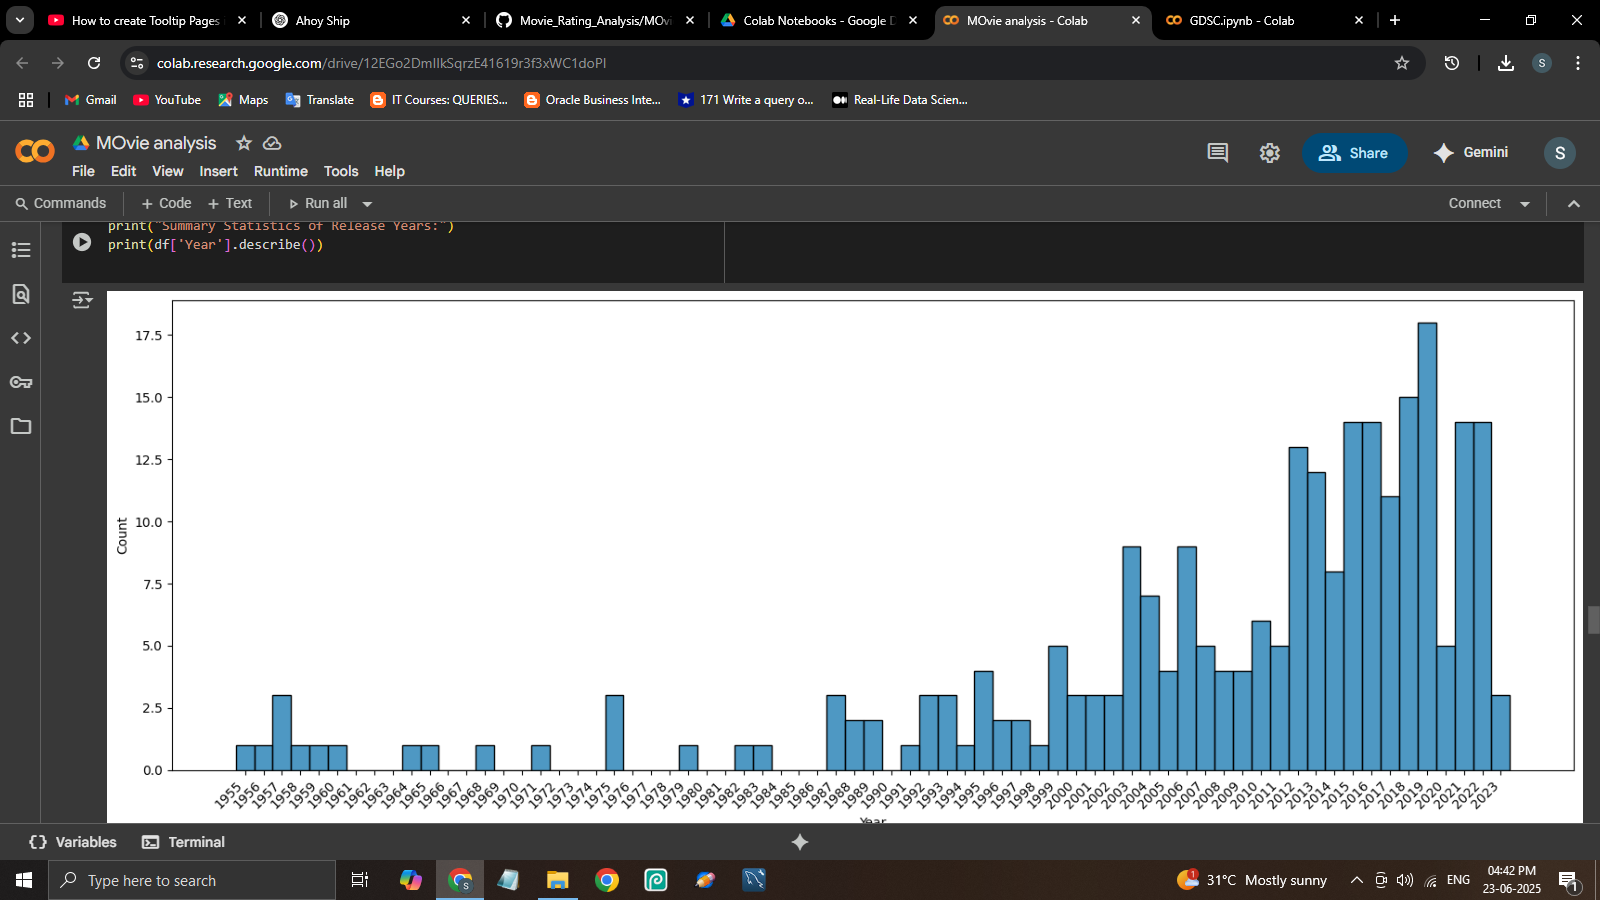 How to create Tooltip Pages i
Ahoy Ship
Movie_Rating_Analysis/MOvi
Colab Notebooks - Google D
MOvie analysis - Colab
GDSC.ipynb - Colab
S
Gmail
YouTube
Maps
Translate
IT Courses: QUERIES...
Oracle Business Inte...
171 Write a query o...
Real-Life Data Scien...
MOvie analysis
File Edit View Insert Runtime Tools Help
Share
Gemini
S
Commands
+ Code + Text
Run all
Connect
print("Summary Statistics of Release Years:")
print(df['Year'].describe())
17.5
15.0
12.5
10.0
7.5
5.0
2.5
0.0
Count
1955 1956 1957 1958 1959 1960 1961 1962 1963 1964 1965 1966 1967 1968 1969 1970 1971 1972 1973 1974 1975 1976 1977 1978 1979 1980 1981 1982 1983 1984 1985 1986 1987 1988 1989 1990 1991 1992 1993 1994 1995 1996 1997 1998 1999 2000 2001 2002 2003 2004 2005 2006 2007 2008 2009 2010 2011 2012 2013 2014 2015 2016 2017 2018 2019 2020 2021 2022 2023
Year
Variables
Terminal
Type here to search
31°C Mostly sunny
ENG
04:42 PM
23-06-2025
1